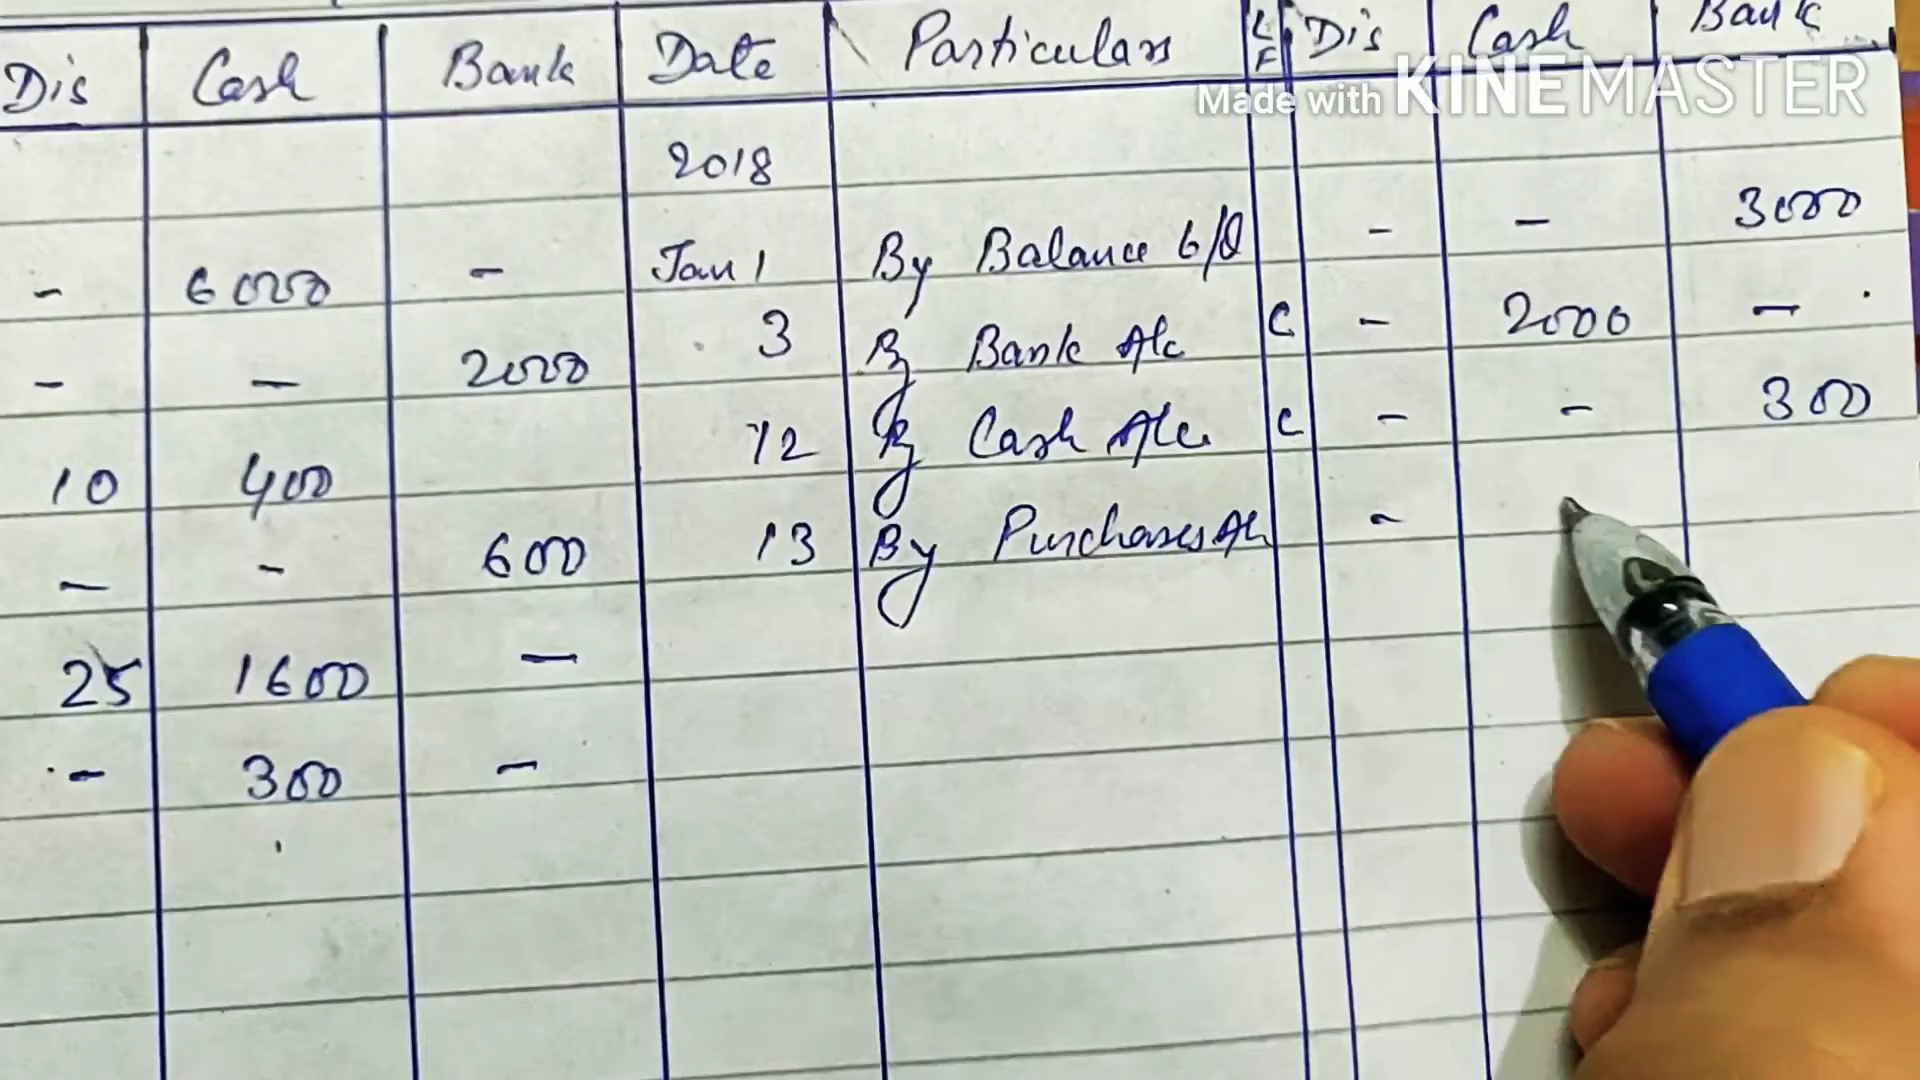 Dis Cash Bank Date Particulars LF Dis Cash Bank
Made with KINEMASTER
2018
- 6000 - Jan 1 By Balance b/d - - 3000
- - 2000 3 By Bank A/c C - 2000 -
10 400 12 By Cash A/c C - - 300
- - 600 13 By Purchases A/c -
25 1600 -
- 300 -